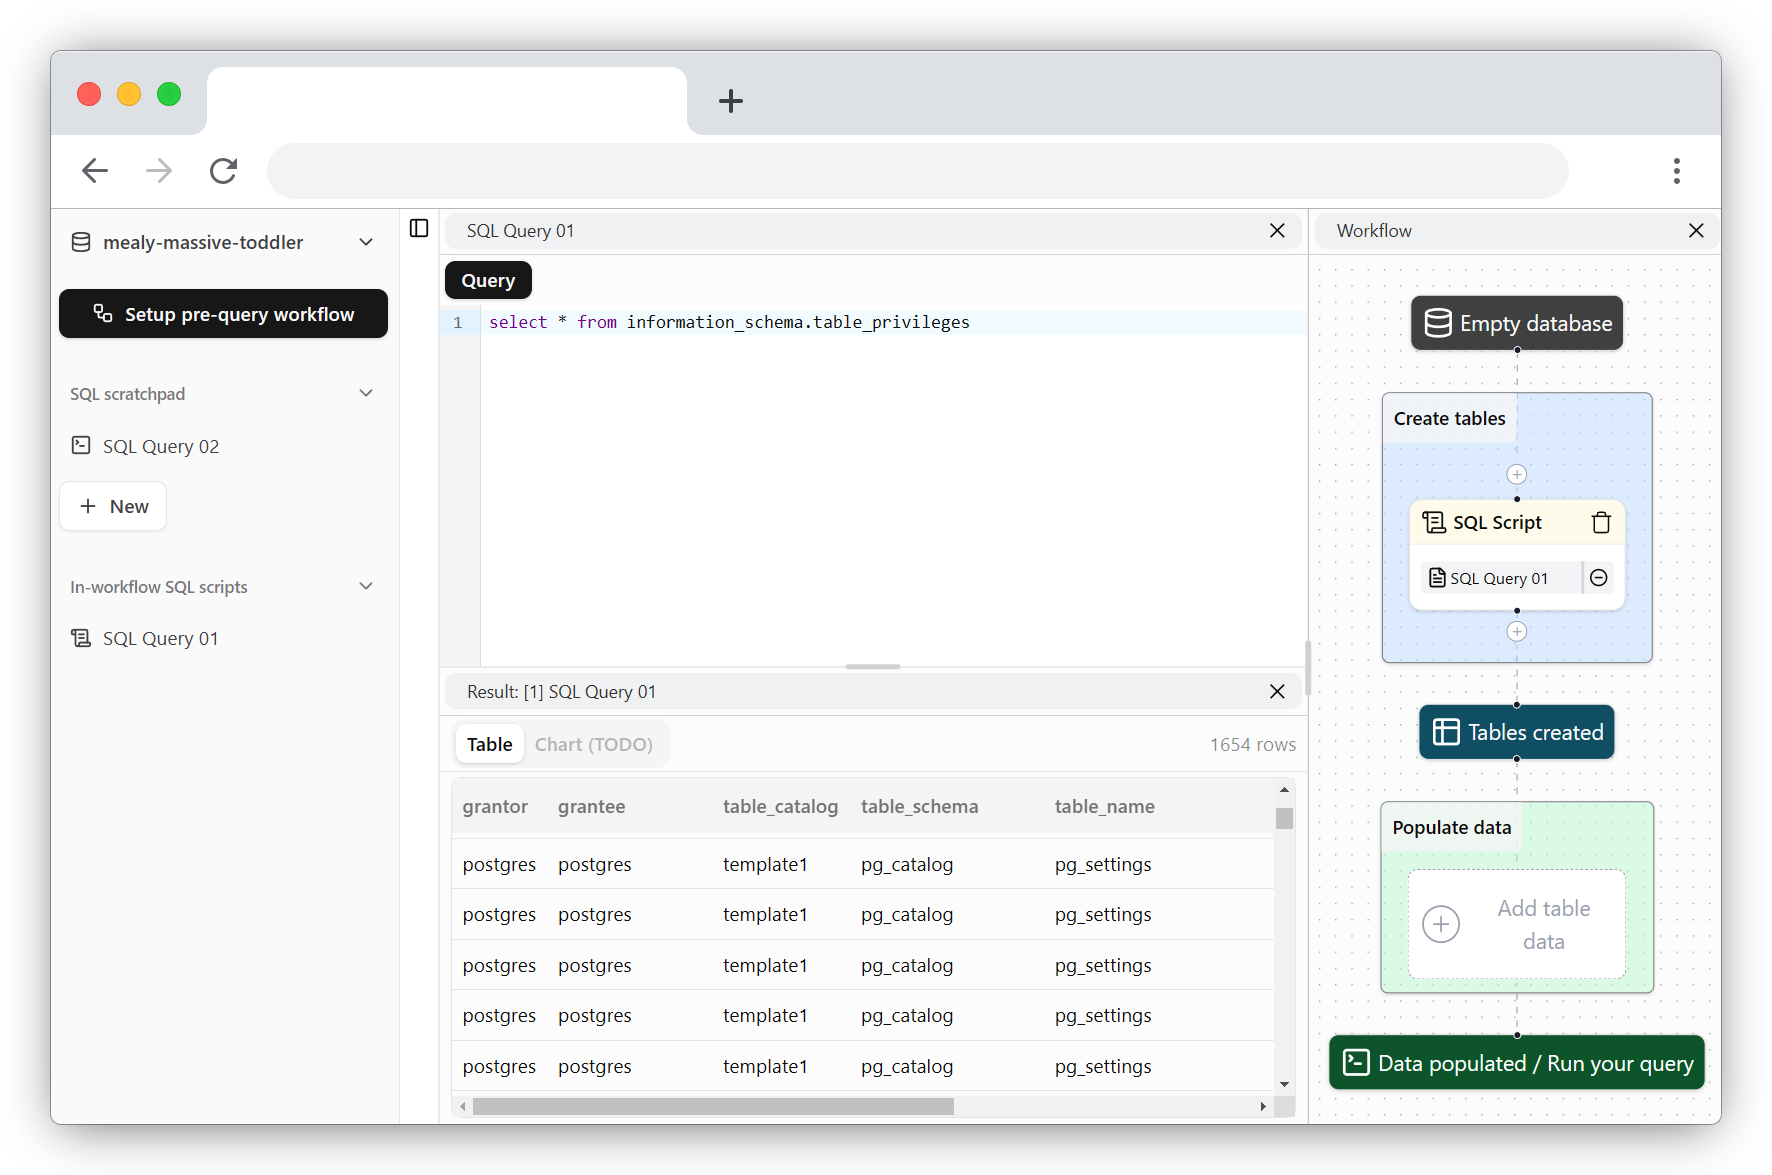 mealy-massive-toddler
Setup pre-query workflow
SQL scratchpad
SQL Query 02
New
In-workflow SQL scripts
SQL Query 01
SQL Query 01
Query
1 select * from information_schema.table_privileges
Result: [1] SQL Query 01
Table Chart (TODO) 1654 rows
grantor grantee table_catalog table_schema table_name
postgres postgres template1 pg_catalog pg_settings
postgres postgres template1 pg_catalog pg_settings
postgres postgres template1 pg_catalog pg_settings
postgres postgres template1 pg_catalog pg_settings
postgres postgres template1 pg_catalog pg_settings
Workflow
Empty database
Create tables
SQL Script
SQL Query 01
Tables created
Populate data
Add table
data
Data populated / Run your query